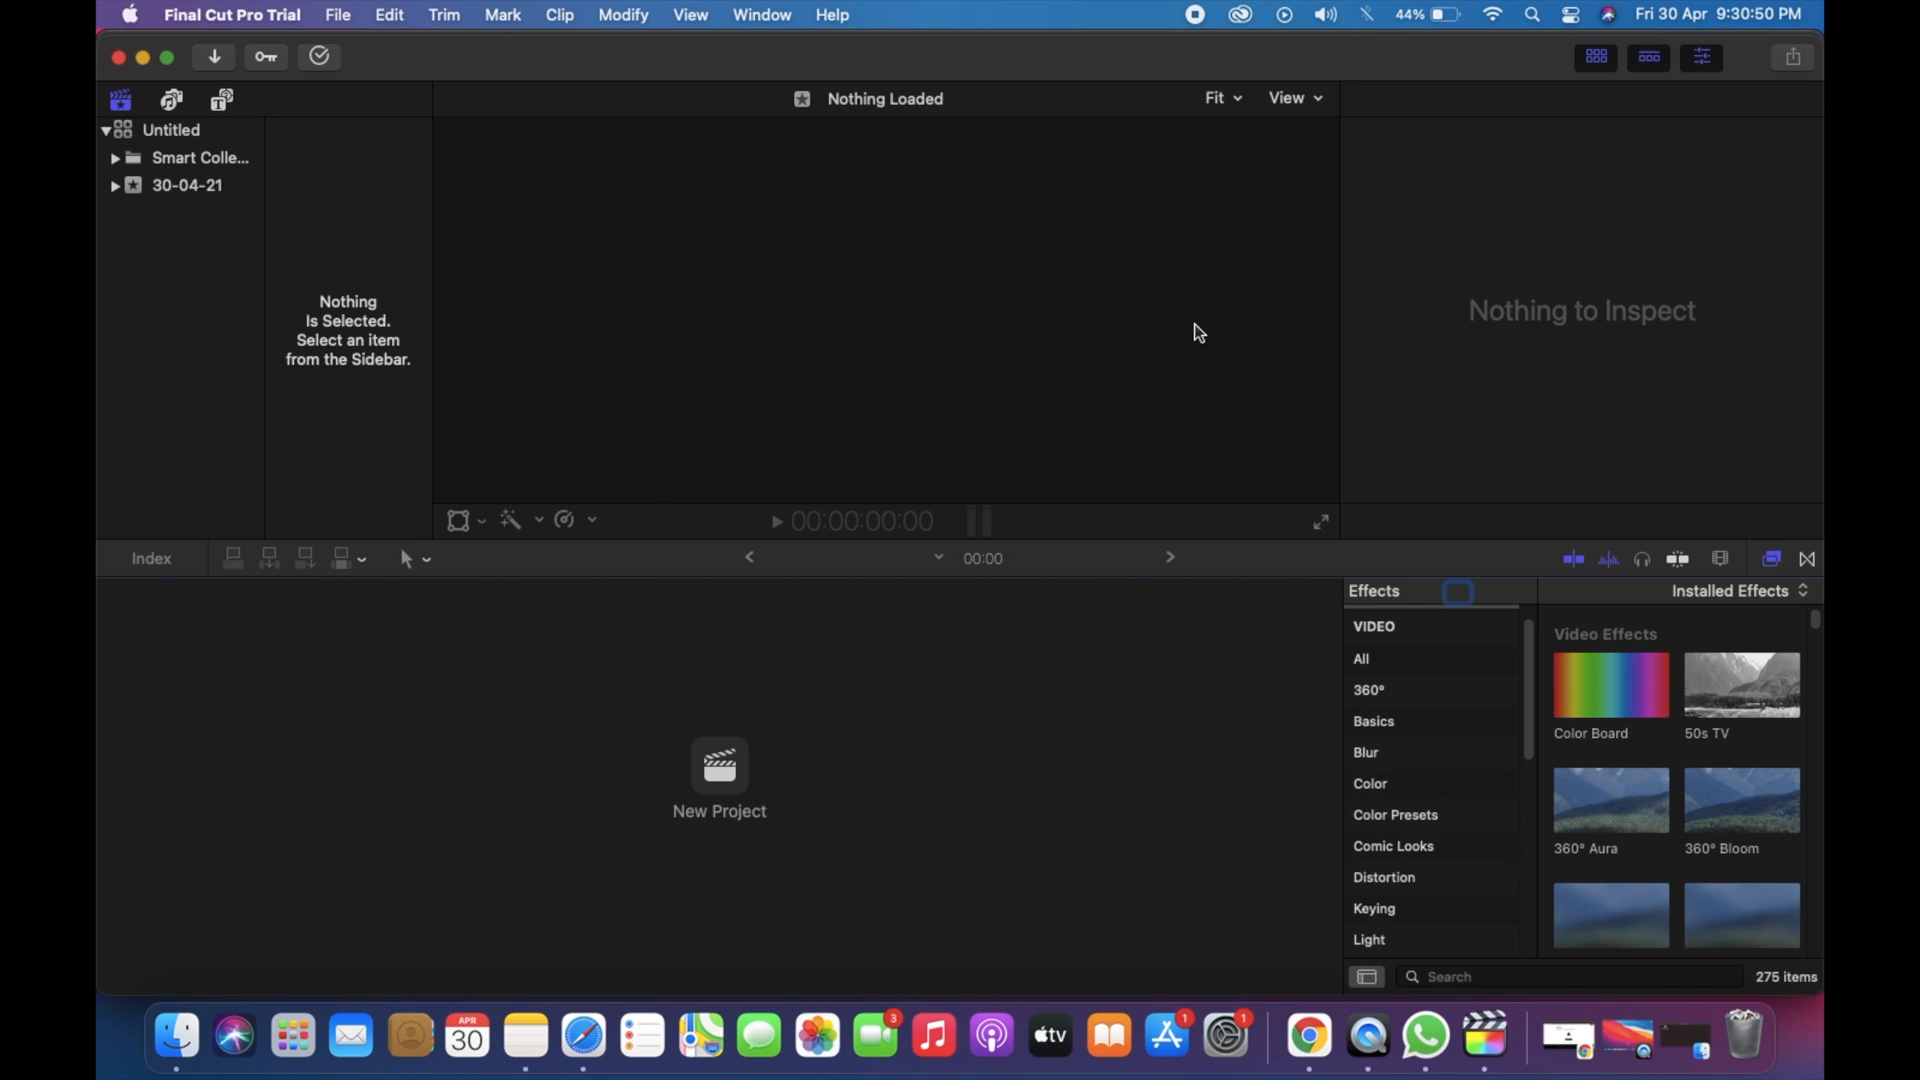 Final Cut Pro Trial File Edit Trim Mark Clip Modify View Window Help 44% Fri 30 Apr 9:30:50 PM
Nothing Loaded Fit View
Untitled
Smart Colle...
30-04-21
Nothing
Is Selected.
Select an item
from the Sidebar.
Nothing to Inspect
00:00:00:00
Index 00:00
Effects Installed Effects
VIDEO
All
360°
Basics
Blur
Color
Color Presets
Comic Looks
Distortion
Keying
Light
Video Effects
Color Board 50s TV
360° Aura 360° Bloom
New Project
Search 275 items
APR
30
3
tv
1
1